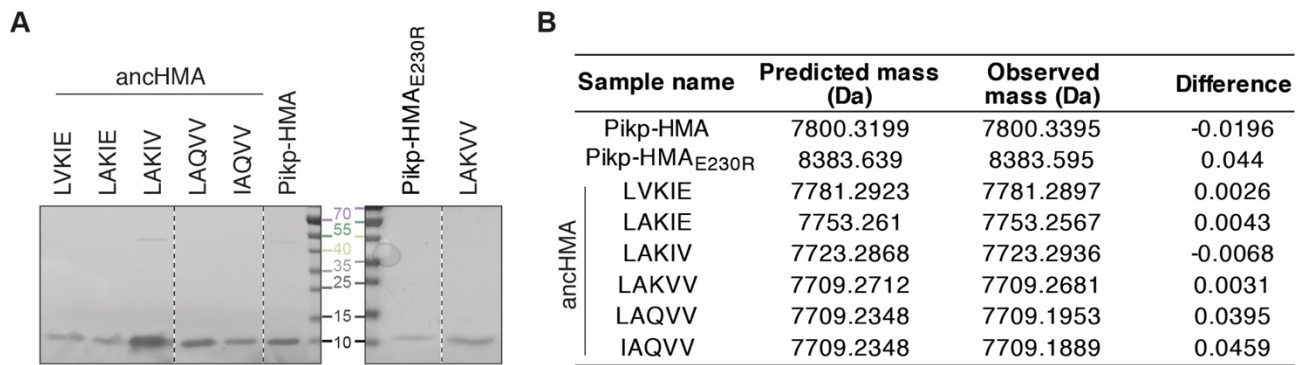 A
ancHMA
LVKIE
LAKIE
LAKIV
LAQVV
IAQVV
Pikp-HMA
Pikp-HMAE230R
LAKVV
70
55
40
35
25
15
10
B
Sample name Predicted mass (Da) Observed mass (Da) Difference
Pikp-HMA 7800.3199 7800.3395 -0.0196
Pikp-HMAE230R 8383.639 8383.595 0.044
ancHMA
LVKIE 7781.2923 7781.2897 0.0026
LAKIE 7753.261 7753.2567 0.0043
LAKIV 7723.2868 7723.2936 -0.0068
LAKVV 7709.2712 7709.2681 0.0031
LAQVV 7709.2348 7709.1953 0.0395
IAQVV 7709.2348 7709.1889 0.0459